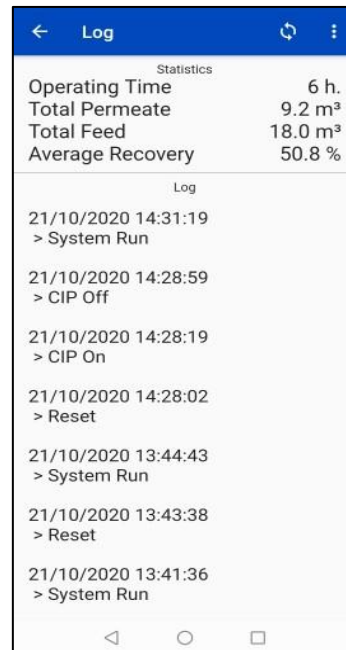 Log
Statistics
Operating Time 6 h.
Total Permeate 9.2 m³
Total Feed 18.0 m³
Average Recovery 50.8 %
Log
21/10/2020 14:31:19
> System Run
21/10/2020 14:28:59
> CIP Off
21/10/2020 14:28:19
> CIP On
21/10/2020 14:28:02
> Reset
21/10/2020 13:44:43
> System Run
21/10/2020 13:43:38
> Reset
21/10/2020 13:41:36
> System Run